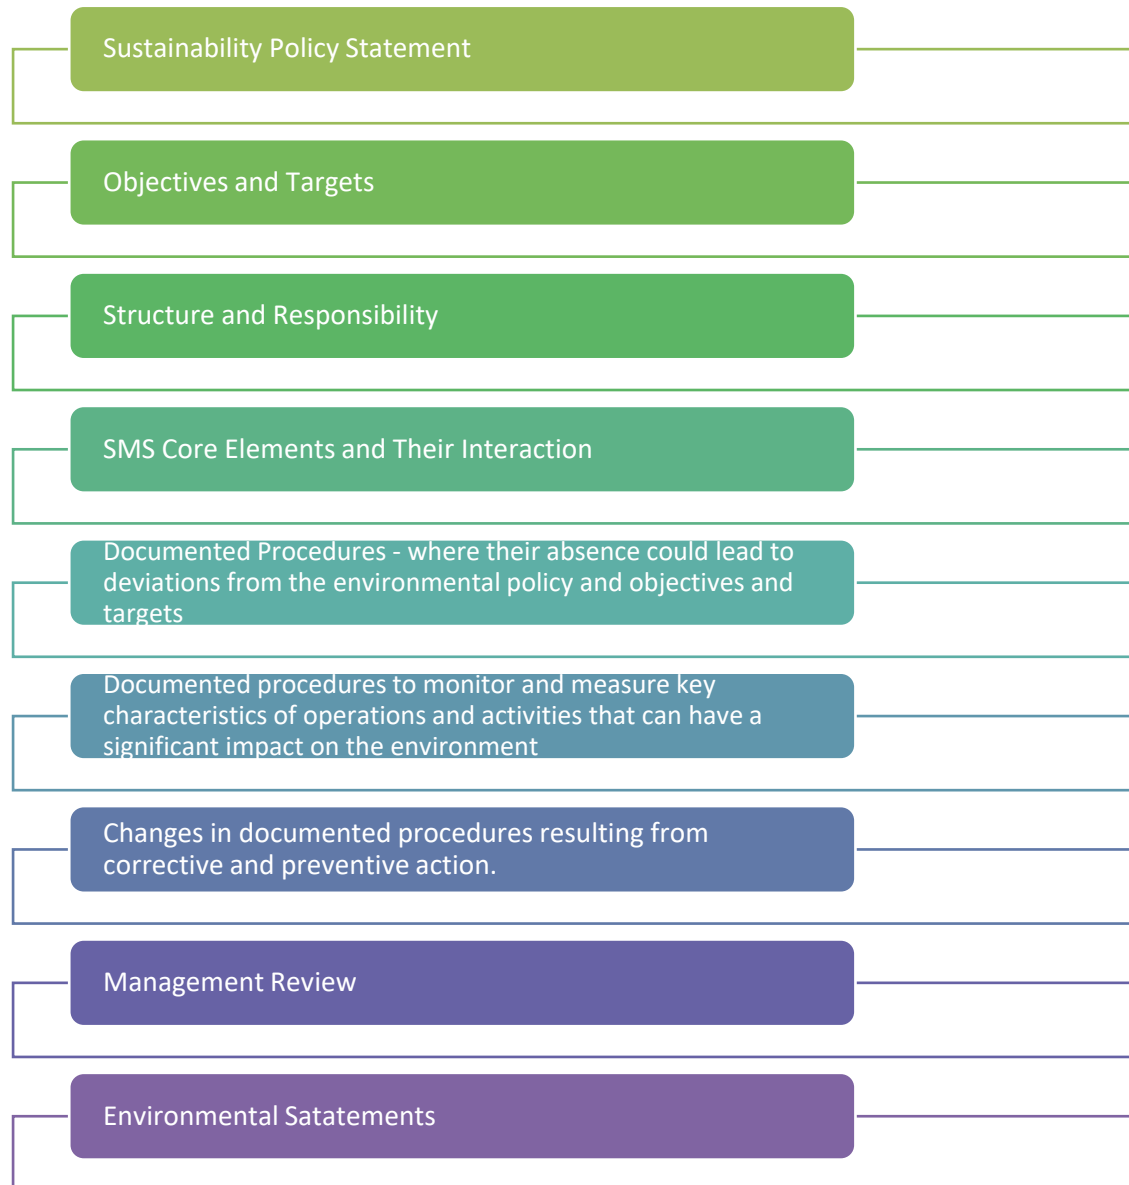 Sustainability Policy Statement
Objectives and Targets
Structure and Responsibility
SMS Core Elements and Their Interaction
Documented Procedures - where their absence could lead to
deviations from the environmental policy and objectives and
targets
Documented procedures to monitor and measure key
characteristics of operations and activities that can have a
significant impact on the environment
Changes in documented procedures resulting from
corrective and preventive action.
Management Review
Environmental Satatements